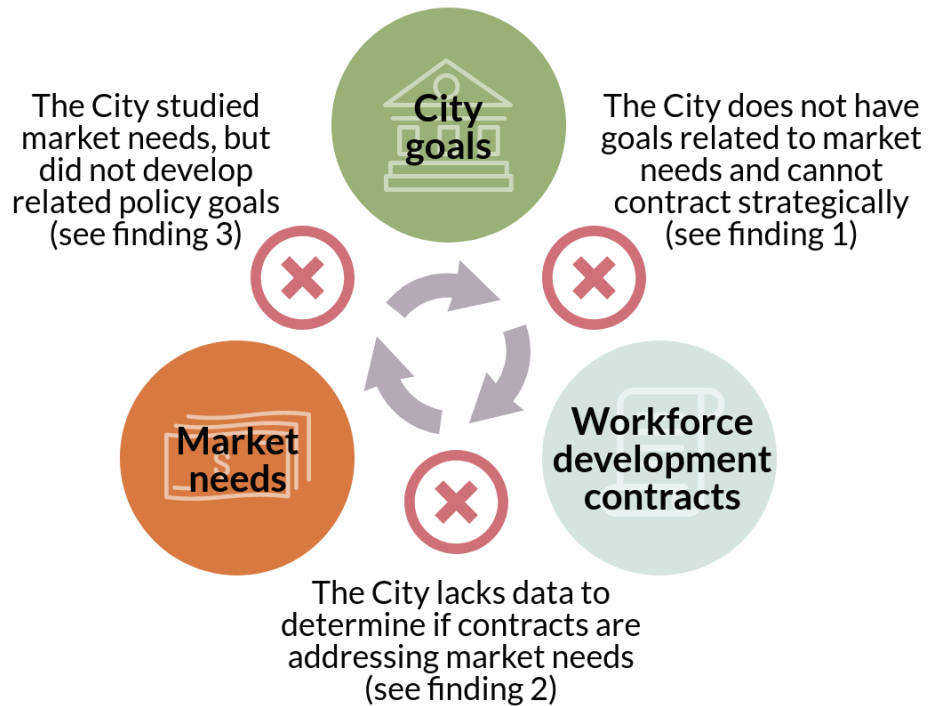 City
goals
The City studied
market needs, but
did not develop
related policy goals
(see finding 3)
The City does not have
goals related to market
needs and cannot
contract strategically
(see finding 1)
Market
needs
$
Workforce
development
contracts
The City lacks data to
determine if contracts are
addressing market needs
(see finding 2)